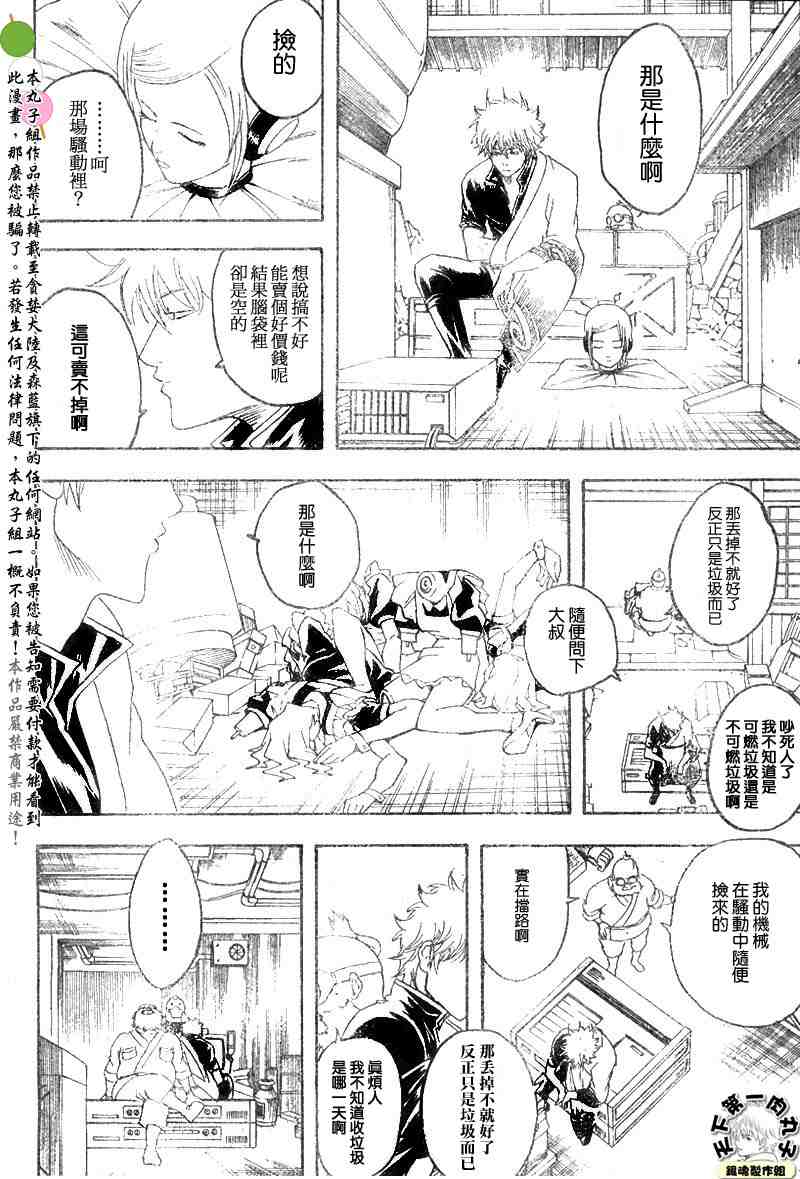 那是什麼啊
撿的
………呵
那場騷動裡？
想說搞不好
能賣個好價錢呢
結果腦袋裡
卻是空的
這可賣不掉啊
那丟掉不就好了
反正只是垃圾而已
吵死人了
我不知道是
可燃垃圾還是
不可燃垃圾啊
隨便問下
大叔
那是什麼啊
我的機械
在騷動中隨便
撿來的
實在擋路啊
那丟掉不就好了
反正只是垃圾而已
真煩人
我不知道收垃圾
是哪一天啊
………
本丸子組作品禁止轉載至貪婪大陸及森藍旗下的任何網站。如果您被告知需要付款才能看到
此漫畫，那麼您被騙了。若發生任何法律問題，本丸子組一概不負責！本作品嚴禁商業用途！
天下第一肉丸子
銀魂製作組